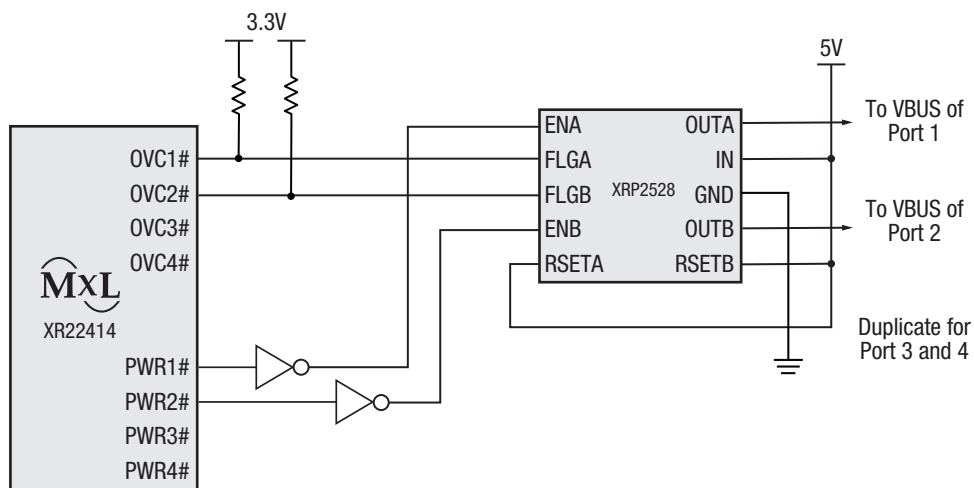 3.3V
5V
OVC1#
OVC2#
OVC3#
OVC4#
MxL
XR22414
PWR1#
PWR2#
PWR3#
PWR4#
ENA
FLGA
FLGB
ENB
RSETA
XRP2528
OUTA
IN
GND
OUTB
RSETB
To VBUS of
Port 1
To VBUS of
Port 2
Duplicate for
Port 3 and 4